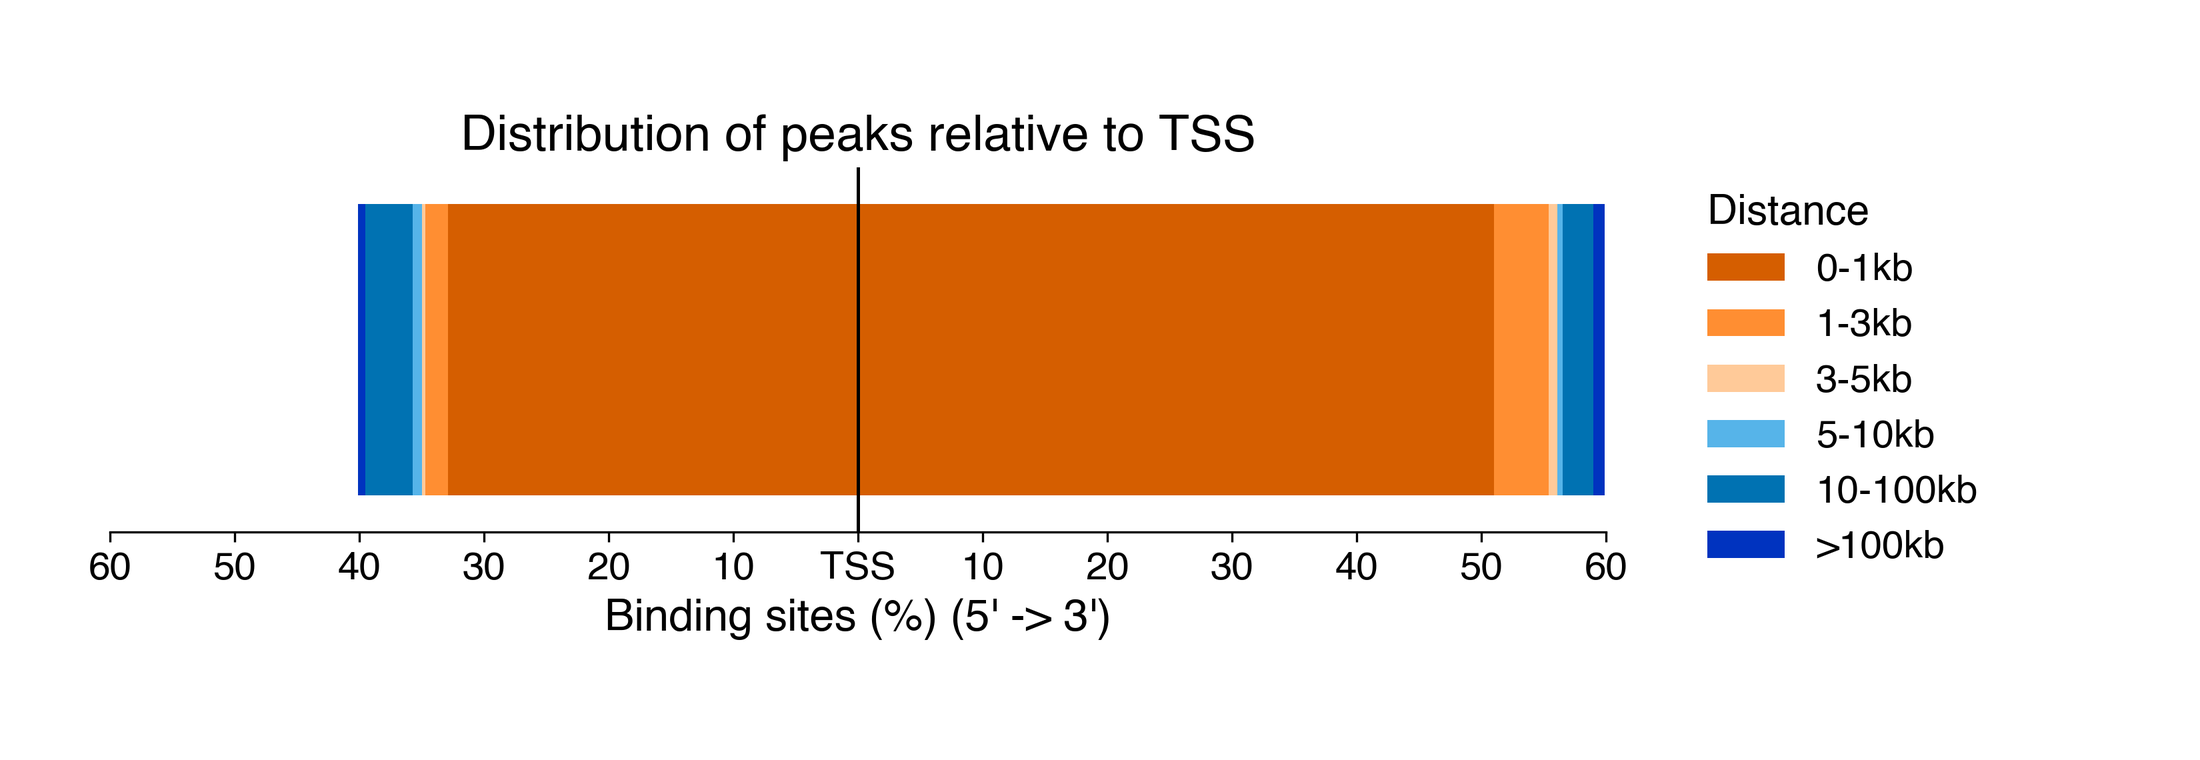 Distribution of peaks relative to TSS
Distance
0-1kb
1-3kb
3-5kb
5-10kb
10-100kb
>100kb
60 50 40 30 20 10 TSS 10 20 30 40 50 60
Binding sites (%) (5' -> 3')